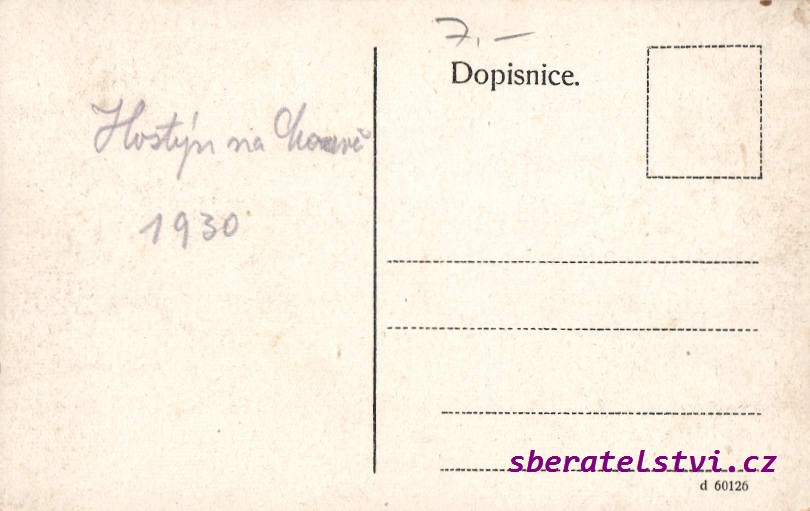 7.–
Dopisnice.
Hostýn na Moravě
1930
sberatelstvi.cz
d 60126